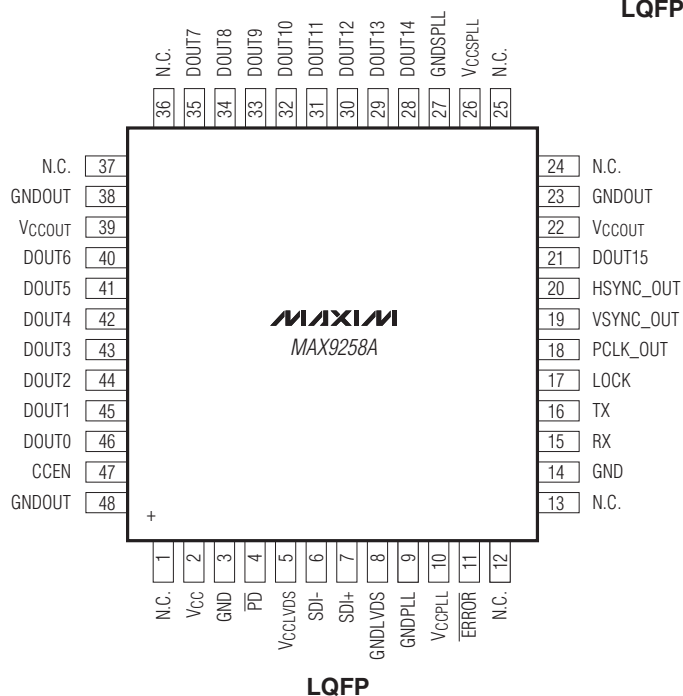 LQFP
N.C. DOUT7 DOUT8 DOUT9 DOUT10 DOUT11 DOUT12 DOUT13 DOUT14 GNDSPLL VCCSPLL N.C.
36 35 34 33 32 31 30 29 28 27 26 25
N.C. 37 24 N.C.
GNDOUT 38 23 GNDOUT
VCCOUT 39 22 VCCOUT
DOUT6 40 21 DOUT15
DOUT5 41 20 HSYNC_OUT
DOUT4 42 MAXIM 19 VSYNC_OUT
DOUT3 43 MAX9258A 18 PCLK_OUT
DOUT2 44 17 LOCK
DOUT1 45 16 TX
DOUT0 46 15 RX
CCEN 47 14 GND
GNDOUT 48 13 N.C.
+
1 2 3 4 5 6 7 8 9 10 11 12
N.C. VCC GND PD VCCLVDS SDI- SDI+ GNDLVDS GNDPLL VCCPLL ERROR N.C.
LQFP